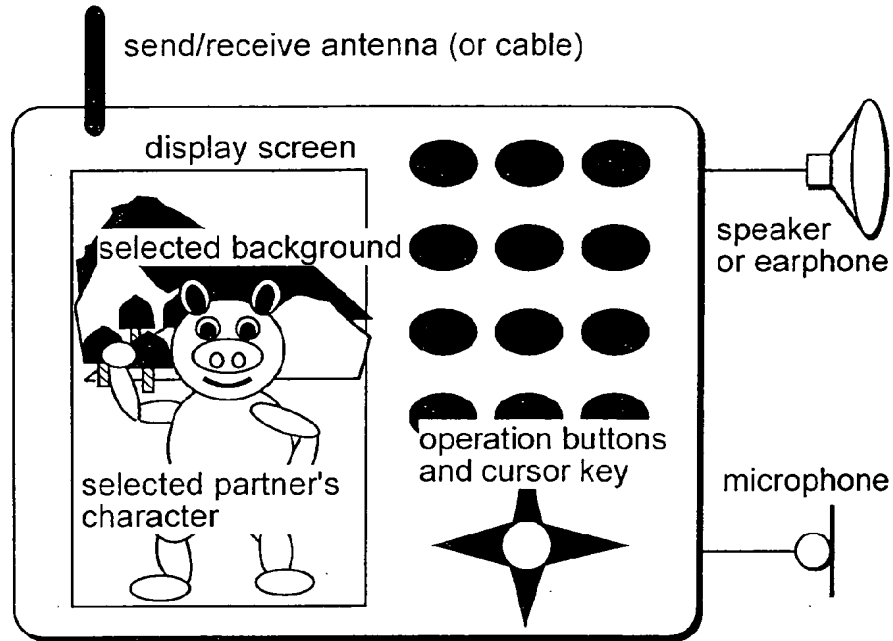 send/receive antenna (or cable)
display screen
selected background
speaker
or earphone
operation buttons
and cursor key
selected partner's
character
microphone